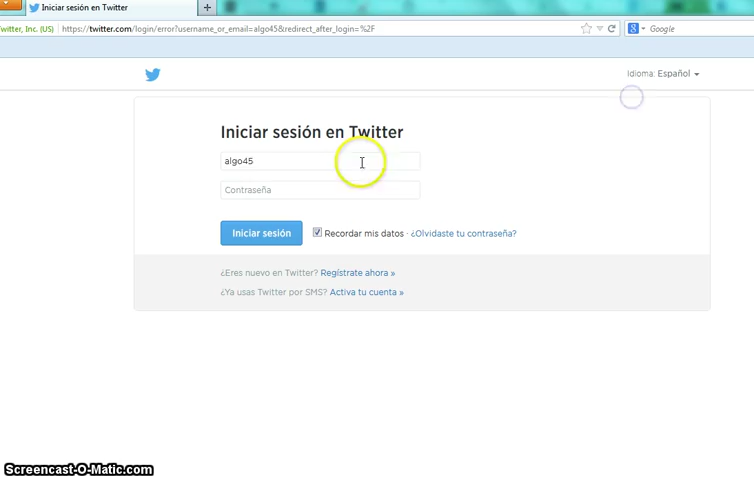 Iniciar sesión en Twitter
Twitter, Inc. (US)
https://twitter.com/login/error?username_or_email=algo45&redirect_after_login=%2F
Google
Idioma: Español
Iniciar sesión en Twitter
algo45
Contraseña
Iniciar sesión
Recordar mis datos · ¿Olvidaste tu contraseña?
¿Eres nuevo en Twitter? Regístrate ahora »
¿Ya usas Twitter por SMS? Activa tu cuenta »
Screencast-O-Matic.com